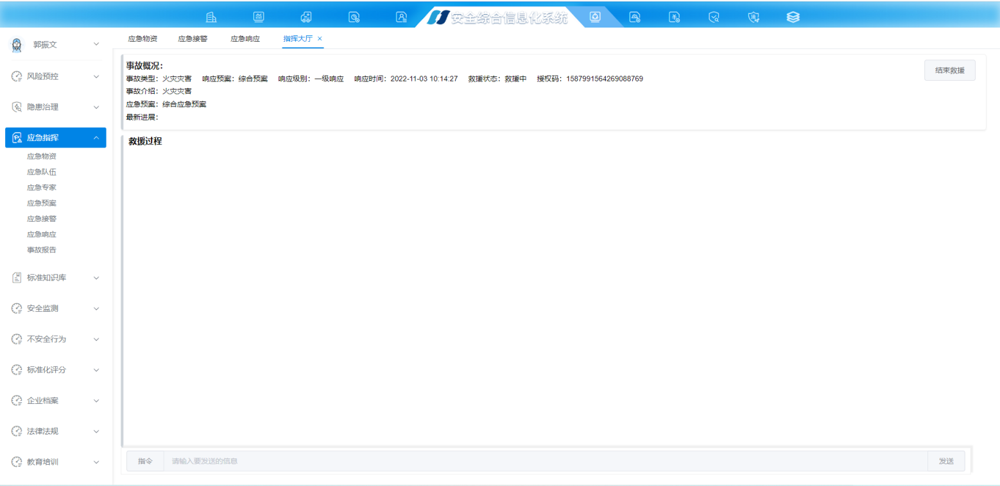 安全综合信息化系统
郭振文
应急物资 应急接警 应急响应 指挥大厅 ×
风险预控
隐患治理
应急指挥
应急物资
应急队伍
应急专家
应急预案
应急接警
应急响应
事故报告
标准知识库
安全监测
不安全行为
标准化评分
企业档案
法律法规
教育培训
事故概况：
结束救援
事故类型：火灾灾害 响应预案：综合预案 响应级别：一级响应 响应时间：2022-11-03 10:14:27 救援状态：救援中 授权码：1587991564269088769
事故介绍：火灾灾害
应急预案：综合应急预案
最新进展：
救援过程
指令 请输入要发送的信息 发送